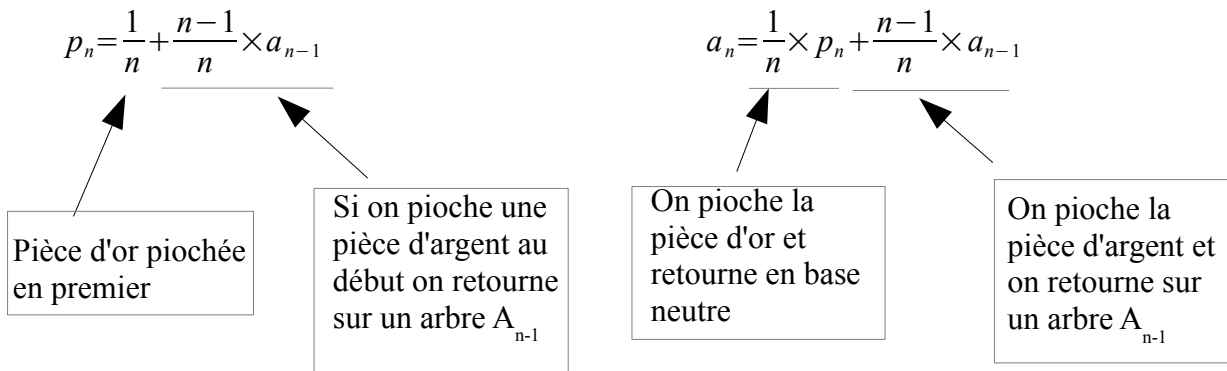 p_n = 1/n + (n−1)/n × a_{n−1}
a_n = 1/n × p_n + (n−1)/n × a_{n−1}
Pièce d'or piochée
en premier
Si on pioche une
pièce d'argent au
début on retourne
sur un arbre A_{n-1}
On pioche la
pièce d'or et
retourne en base
neutre
On pioche la
pièce d'argent et
on retourne sur
un arbre A_{n-1}